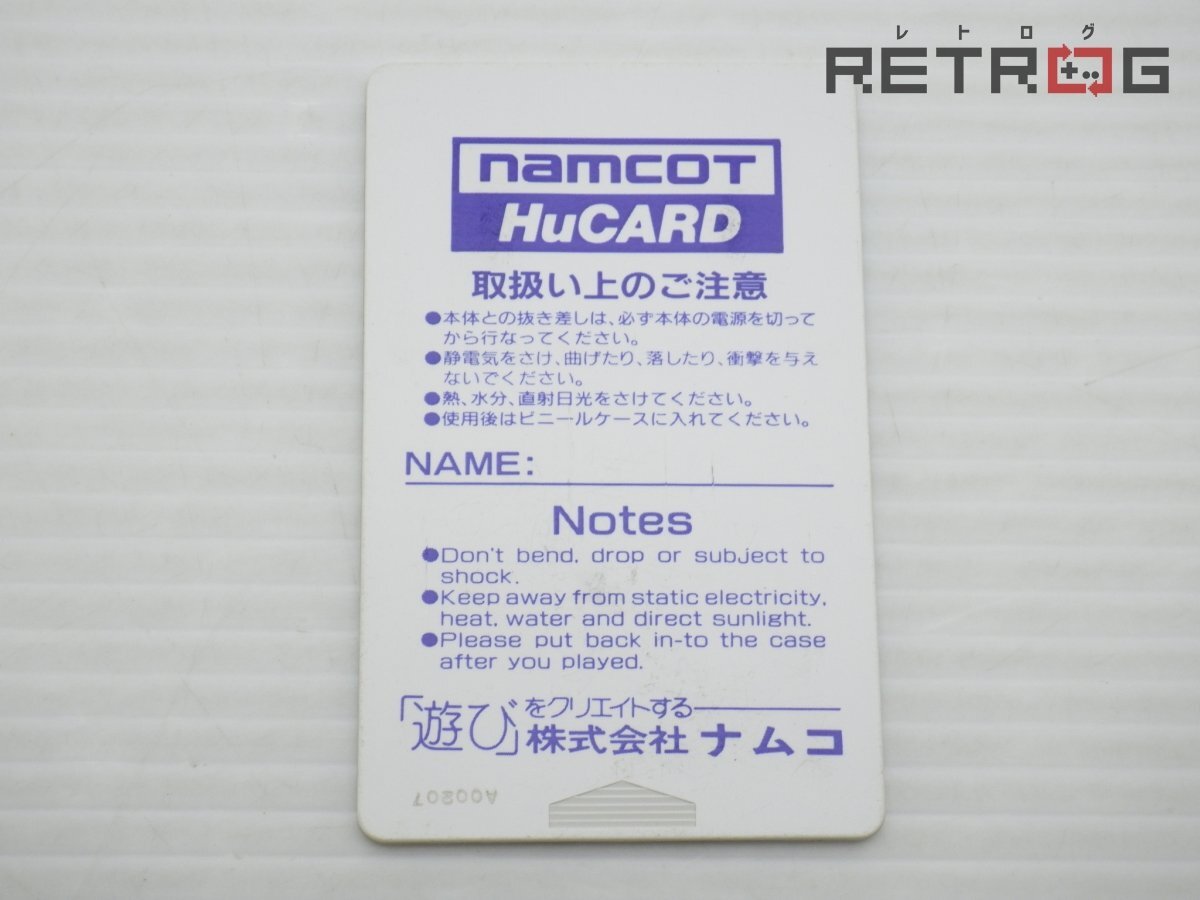 レトログ
RETROG
namcoT
HuCARD
取扱い上のご注意
●本体との抜き差しは、必ず本体の電源を切って
から行なってください。
●静電気をさけ、曲げたり、落したり、衝撃を与え
ないでください。
●熱、水分、直射日光をさけてください。
●使用後はビニールケースに入れてください。
NAME:
Notes
●Don't bend, drop or subject to
shock.
●Keep away from static electricity,
heat, water and direct sunlight.
●Please put back in-to the case
after you played.
「遊び」をクリエイトする
株式会社ナムコ
A00207